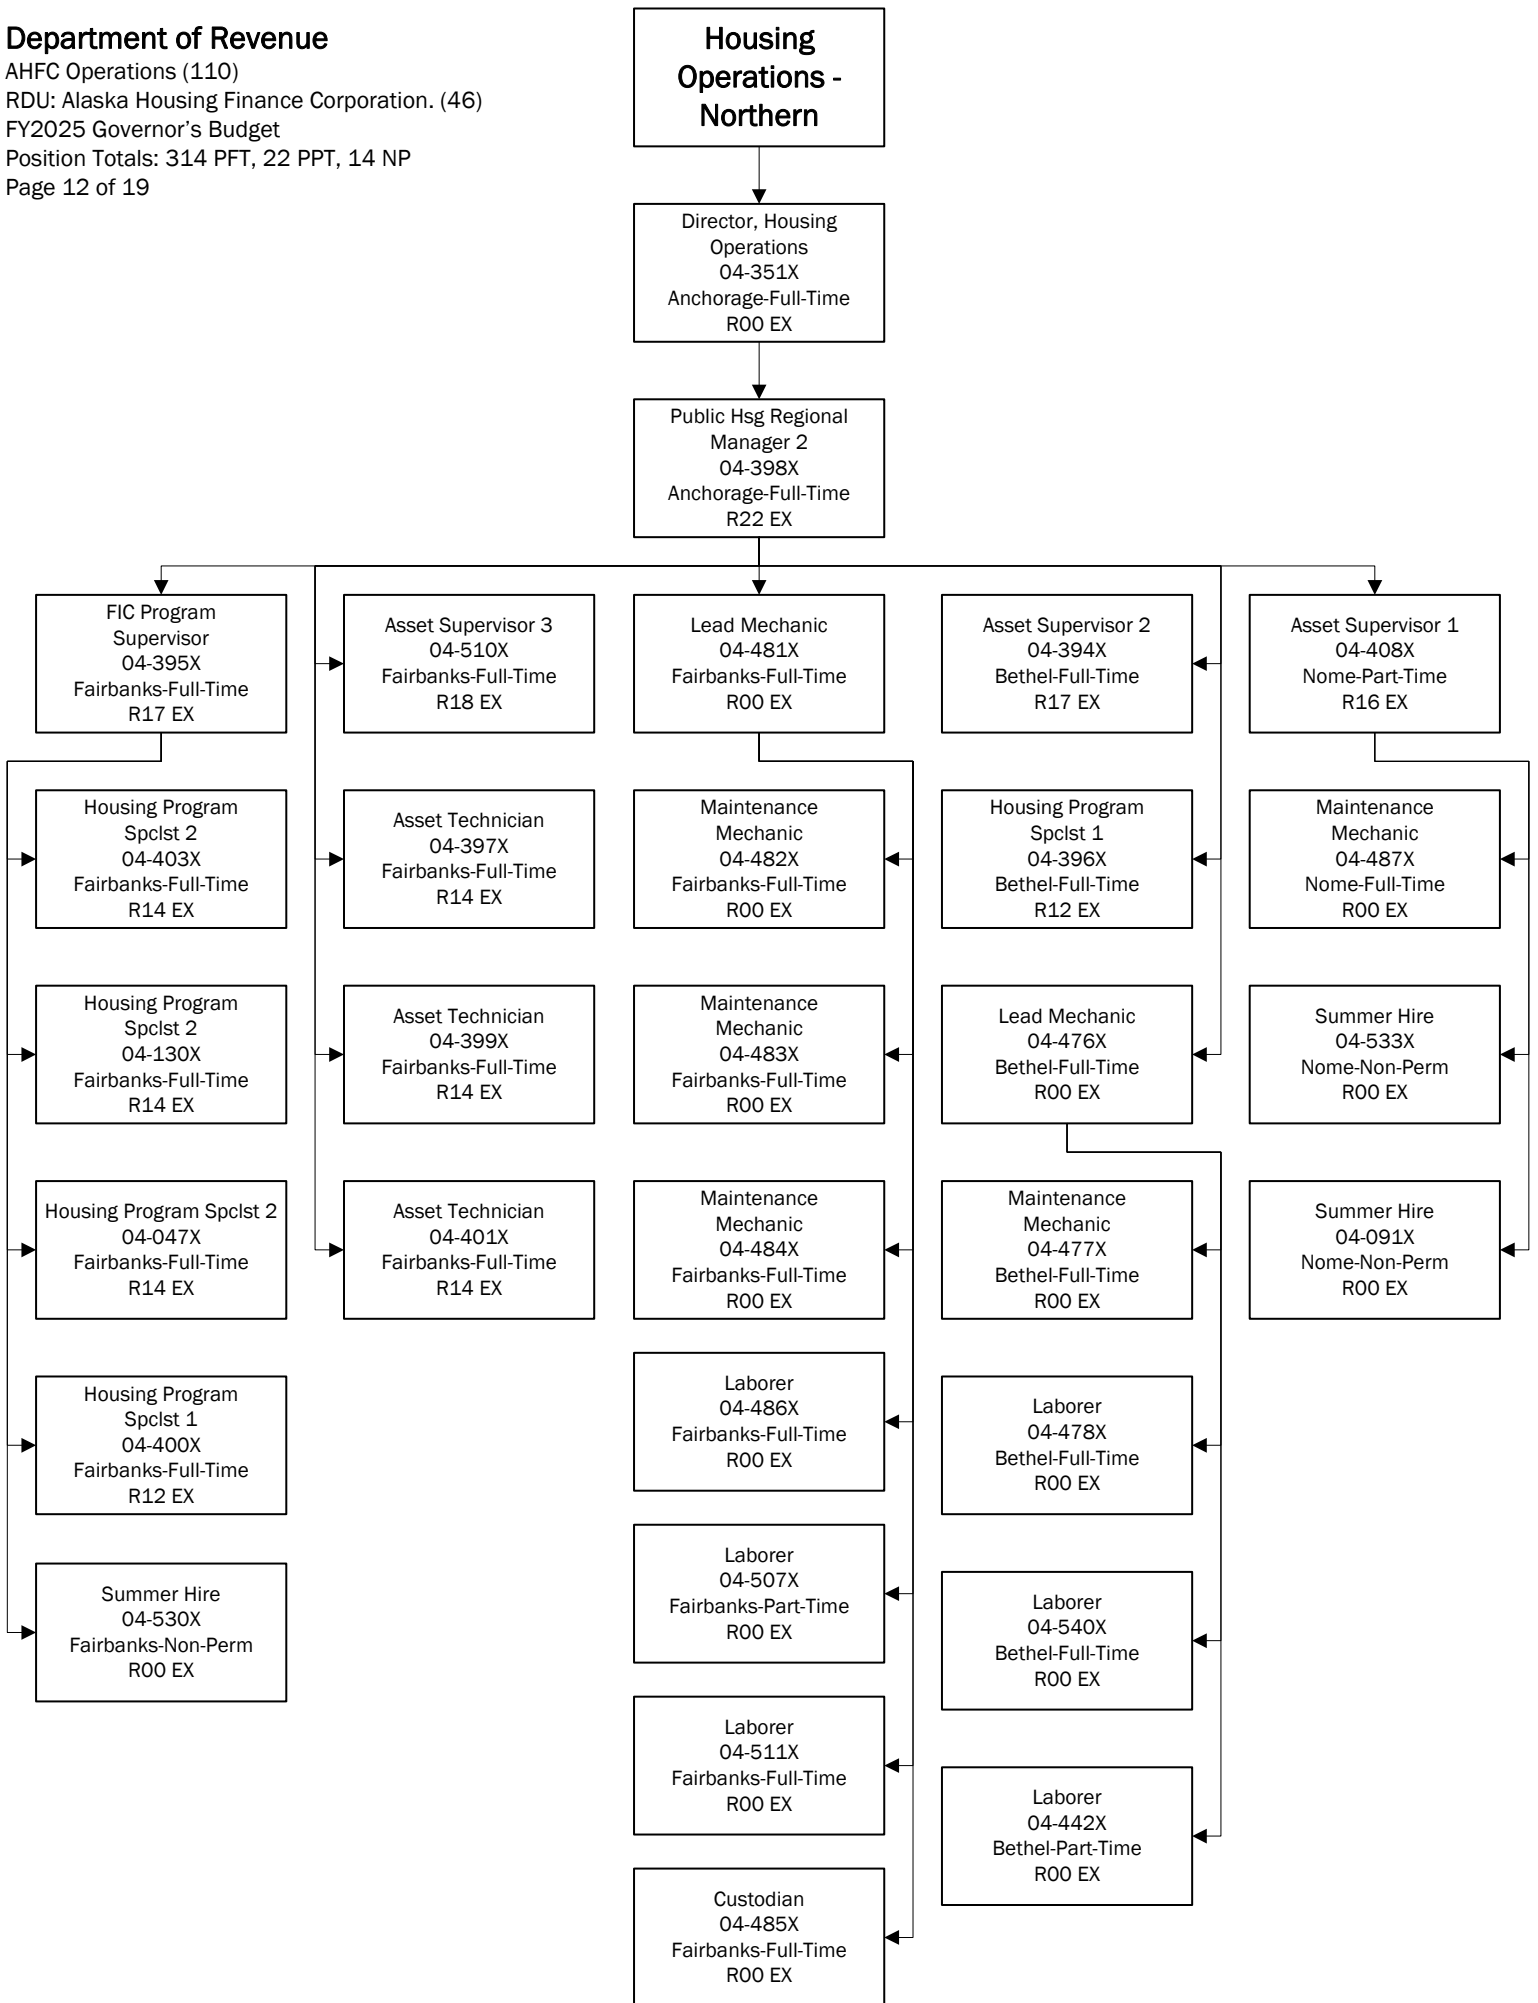 Department of Revenue
AHFC Operations (110)
RDU: Alaska Housing Finance Corporation. (46)
FY2025 Governor's Budget
Position Totals: 314 PFT, 22 PPT, 14 NP
Page 12 of 19
Housing
Operations -
Northern
Director, Housing
Operations
04-351X
Anchorage-Full-Time
R00 EX
Public Hsg Regional
Manager 2
04-398X
Anchorage-Full-Time
R22 EX
FIC Program
Supervisor
04-395X
Fairbanks-Full-Time
R17 EX
Asset Supervisor 3
04-510X
Fairbanks-Full-Time
R18 EX
Lead Mechanic
04-481X
Fairbanks-Full-Time
R00 EX
Asset Supervisor 2
04-394X
Bethel-Full-Time
R17 EX
Asset Supervisor 1
04-408X
Nome-Part-Time
R16 EX
Housing Program
Spclst 2
04-403X
Fairbanks-Full-Time
R14 EX
Asset Technician
04-397X
Fairbanks-Full-Time
R14 EX
Maintenance
Mechanic
04-482X
Fairbanks-Full-Time
R00 EX
Housing Program
Spclst 1
04-396X
Bethel-Full-Time
R12 EX
Maintenance
Mechanic
04-487X
Nome-Full-Time
R00 EX
Housing Program
Spclst 2
04-130X
Fairbanks-Full-Time
R14 EX
Asset Technician
04-399X
Fairbanks-Full-Time
R14 EX
Maintenance
Mechanic
04-483X
Fairbanks-Full-Time
R00 EX
Lead Mechanic
04-476X
Bethel-Full-Time
R00 EX
Summer Hire
04-533X
Nome-Non-Perm
R00 EX
Housing Program Spclst 2
04-047X
Fairbanks-Full-Time
R14 EX
Asset Technician
04-401X
Fairbanks-Full-Time
R14 EX
Maintenance
Mechanic
04-484X
Fairbanks-Full-Time
R00 EX
Maintenance
Mechanic
04-477X
Bethel-Full-Time
R00 EX
Summer Hire
04-091X
Nome-Non-Perm
R00 EX
Housing Program
Spclst 1
04-400X
Fairbanks-Full-Time
R12 EX
Laborer
04-486X
Fairbanks-Full-Time
R00 EX
Laborer
04-478X
Bethel-Full-Time
R00 EX
Summer Hire
04-530X
Fairbanks-Non-Perm
R00 EX
Laborer
04-507X
Fairbanks-Part-Time
R00 EX
Laborer
04-540X
Bethel-Full-Time
R00 EX
Laborer
04-511X
Fairbanks-Full-Time
R00 EX
Laborer
04-442X
Bethel-Part-Time
R00 EX
Custodian
04-485X
Fairbanks-Full-Time
R00 EX